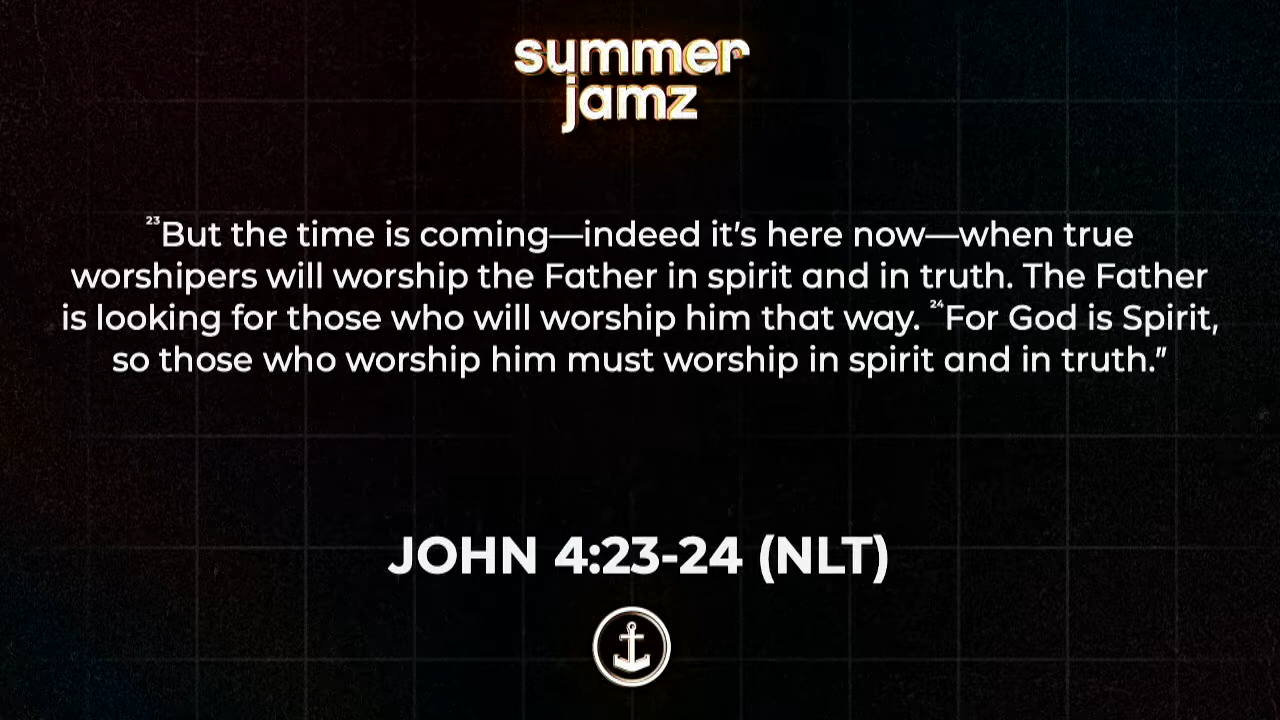 summer
jamz
²³But the time is coming—indeed it’s here now—when true
worshipers will worship the Father in spirit and in truth. The Father
is looking for those who will worship him that way. ²⁴For God is Spirit,
so those who worship him must worship in spirit and in truth.”
JOHN 4:23-24 (NLT)